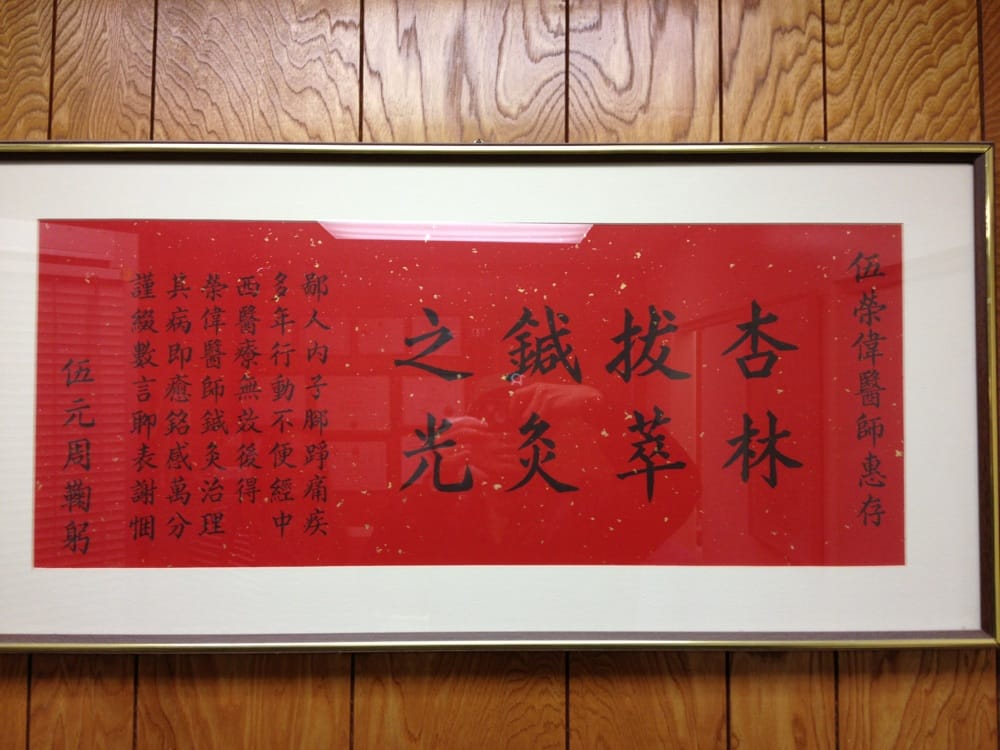 伍榮偉醫師惠存
杏林
拔萃
鍼灸
之光
鄙人內子腳踭痛疾
多年行動不便經中
西醫療無效後得
榮偉醫師鍼灸治理
其病即癒銘感萬分
謹綴數言聊表謝悃
伍元周鞠躬